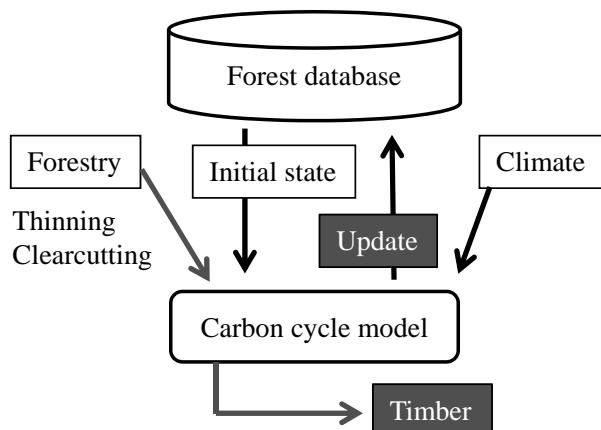 Forest database
Forestry
Initial state
Climate
Thinning
Clearcutting
Update
Carbon cycle model
Timber